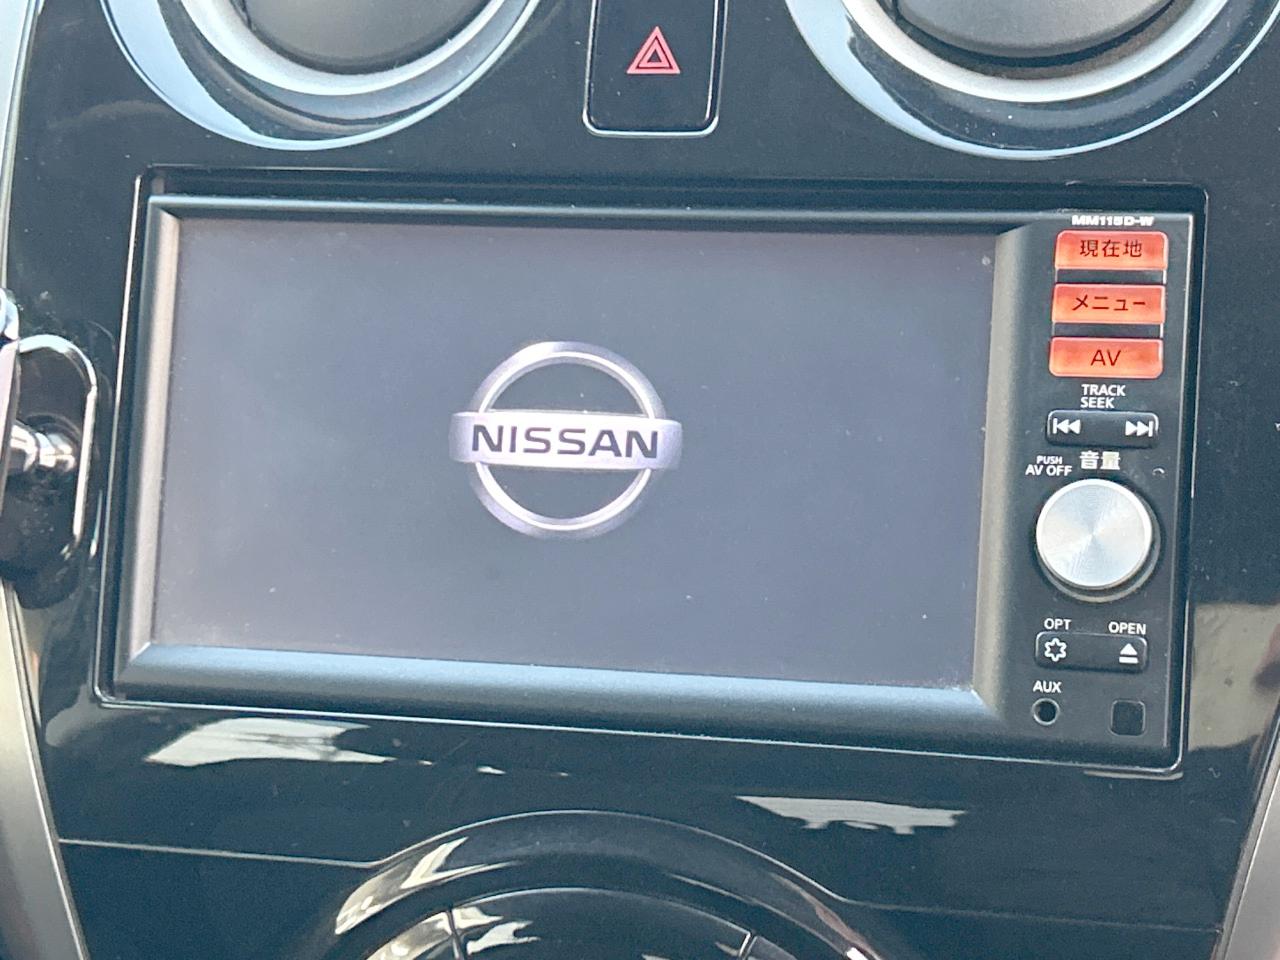 MM115D-W
現在地
メニュー
AV
TRACK
SEEK
PUSH
AV OFF
音量
NISSAN
OPT
OPEN
AUX